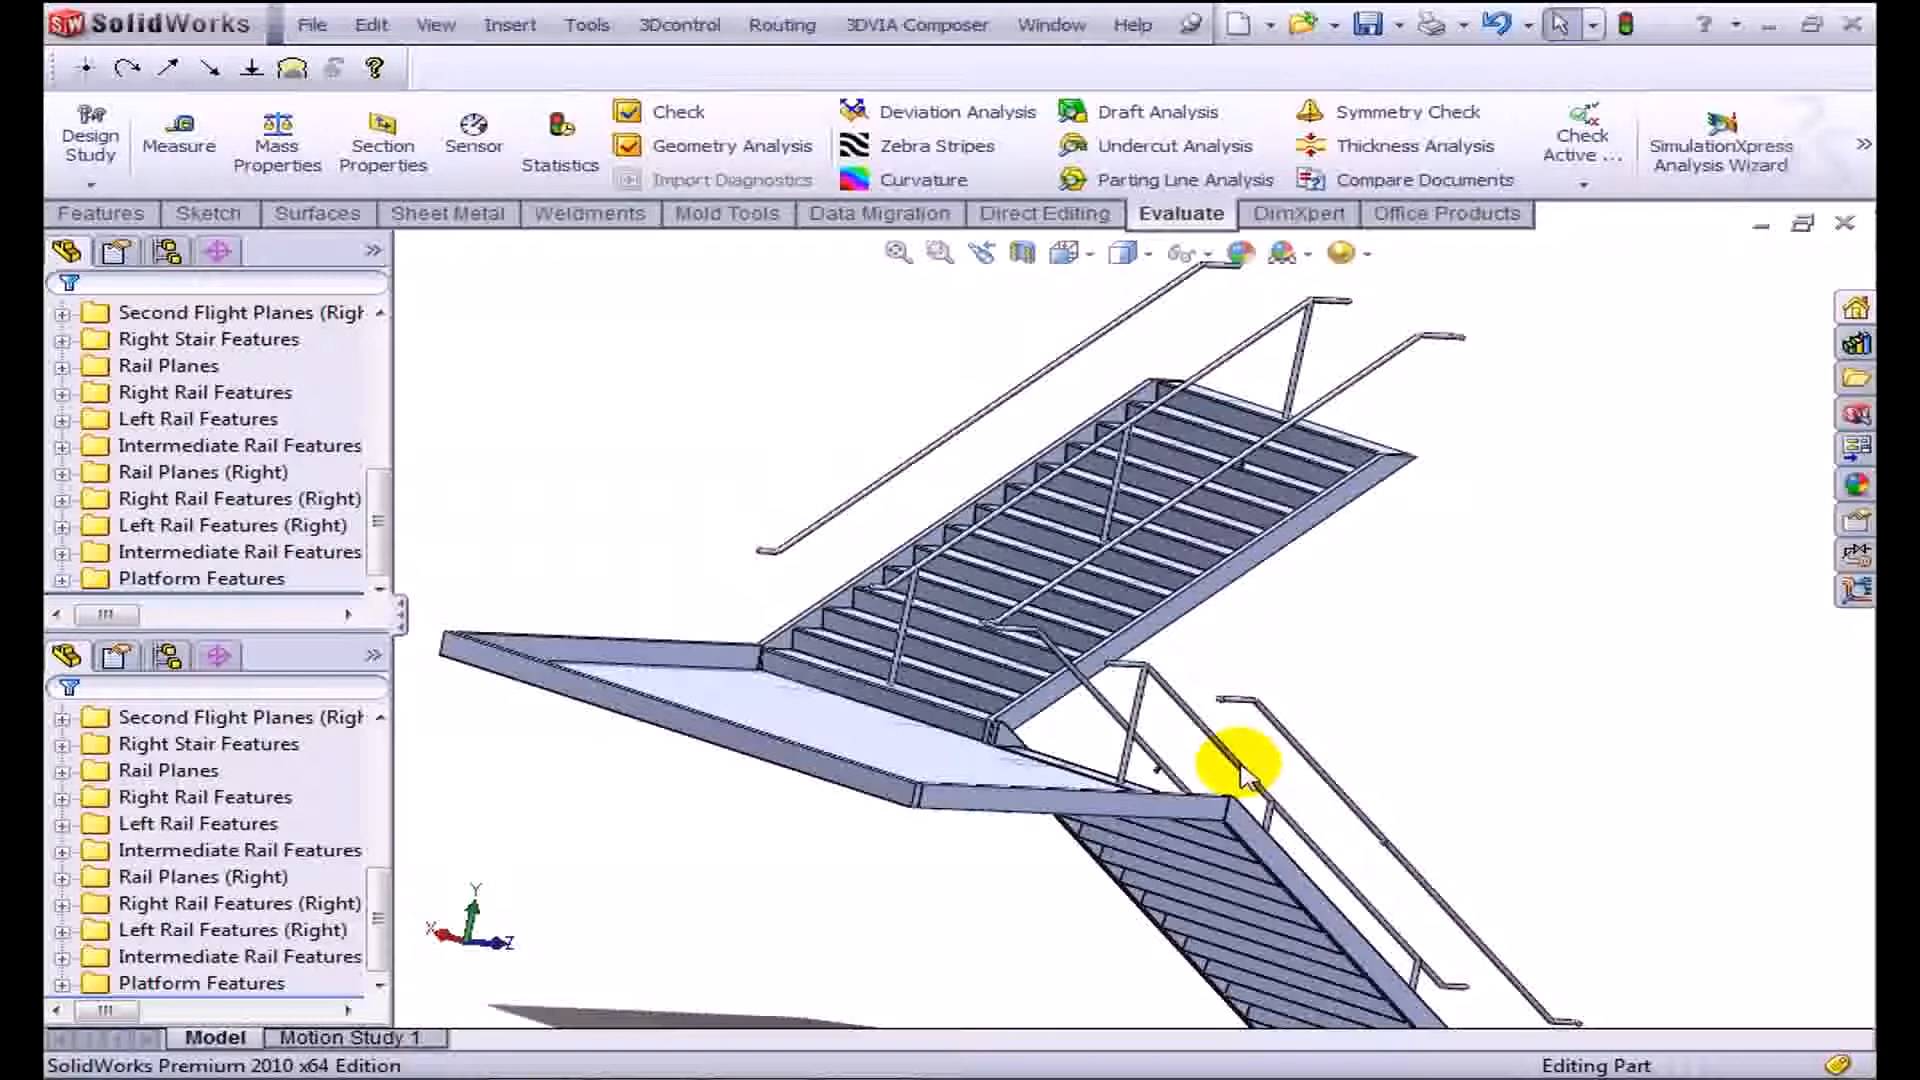 SolidWorks File Edit View Insert Tools 3Dcontrol Routing 3DVIA Composer Window Help ?
?
Design Study
Measure
Mass Properties
Section Properties
Sensor
Statistics
Check
Geometry Analysis
Import Diagnostics
Deviation Analysis
Zebra Stripes
Curvature
Draft Analysis
Undercut Analysis
Parting Line Analysis
Symmetry Check
Thickness Analysis
Compare Documents
Check Active ...
SimulationXpress Analysis Wizard
Features Sketch Surfaces Sheet Metal Weldments Mold Tools Data Migration Direct Editing Evaluate DimXpert Office Products
Second Flight Planes (Righ
Right Stair Features
Rail Planes
Right Rail Features
Left Rail Features
Intermediate Rail Features
Rail Planes (Right)
Right Rail Features (Right)
Left Rail Features (Right)
Intermediate Rail Features
Platform Features
Second Flight Planes (Righ
Right Stair Features
Rail Planes
Right Rail Features
Left Rail Features
Intermediate Rail Features
Rail Planes (Right)
Right Rail Features (Right)
Left Rail Features (Right)
Intermediate Rail Features
Platform Features
Y
X
Z
Model Motion Study 1
SolidWorks Premium 2010 x64 Edition Editing Part